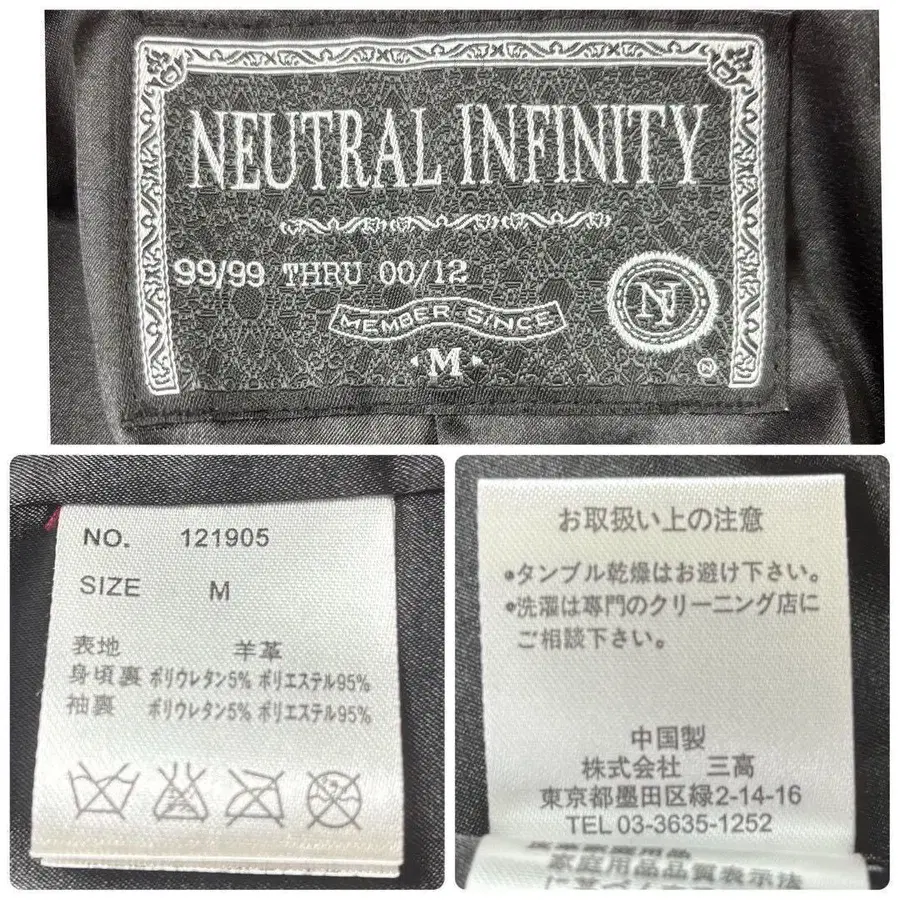 NEUTRAL INFINITY
99/99 THRU 00/12
MEMBER SINCE
M
NI
NO. 121905
SIZE M
表地 羊革
身頃裏 ポリウレタン5% ポリエステル95%
袖裏 ポリウレタン5% ポリエステル95%
お取扱い上の注意
●タンブル乾燥はお避け下さい。
●洗濯は専門のクリーニング店に
ご相談下さい。
中国製
株式会社 三高
東京都墨田区緑2-14-16
TEL 03-3635-1252
家庭用品品質表示法
に基づく